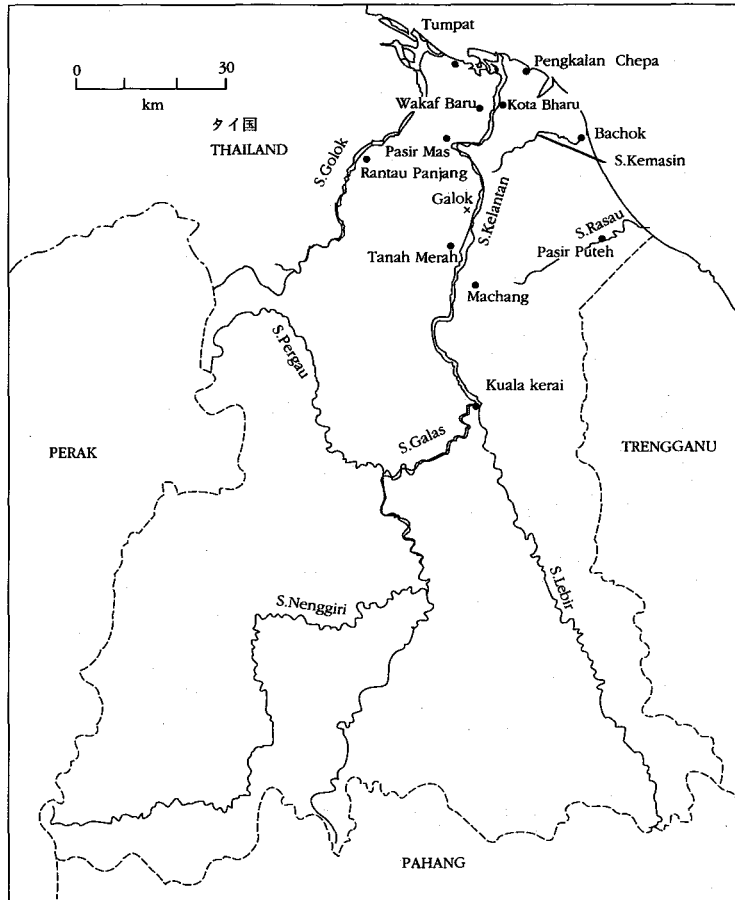 Tumpat
0 30
km
Pengkalan Chepa
Wakaf Baru
Kota Bharu
タイ国
THAILAND
Bachok
S.Golok
Pasir Mas
S.Kemasin
Rantau Panjang
Galok
S.Kelantan
S.Rasau
Tanah Merah
Pasir Puteh
Machang
S.Pergau
Kuala kerai
S.Galas
PERAK
TRENGGANU
S.Nenggiri
S.Lebir
PAHANG